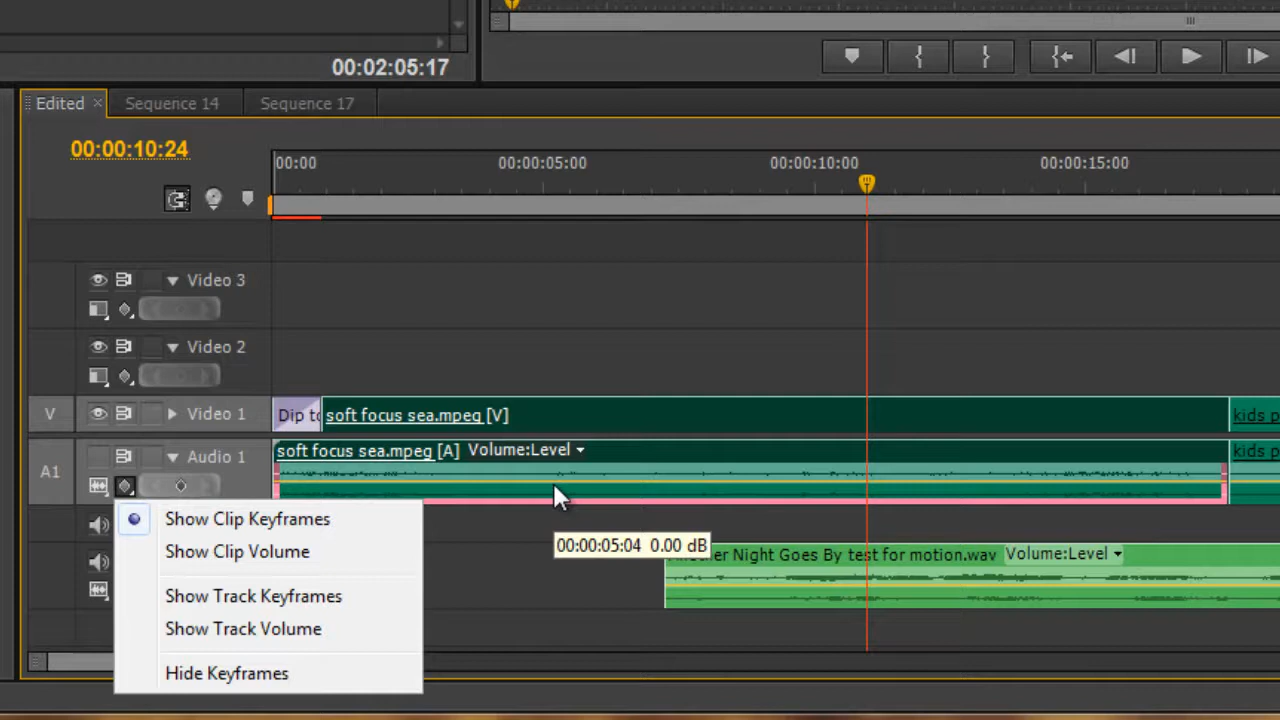 00:02:05:17
Edited × Sequence 14 Sequence 17
00:00:10:24
00:00 00:00:05:00 00:00:10:00 00:00:15:00
Video 3
Video 2
V Video 1 Dip to soft focus sea.mpeg [V] kids p
A1 Audio 1 soft focus sea.mpeg [A] Volume:Level kids p
Show Clip Keyframes
Show Clip Volume
Show Track Keyframes
Show Track Volume
Hide Keyframes
00:00:05:04 0.00 dB
Night Goes By test for motion.wav Volume:Level